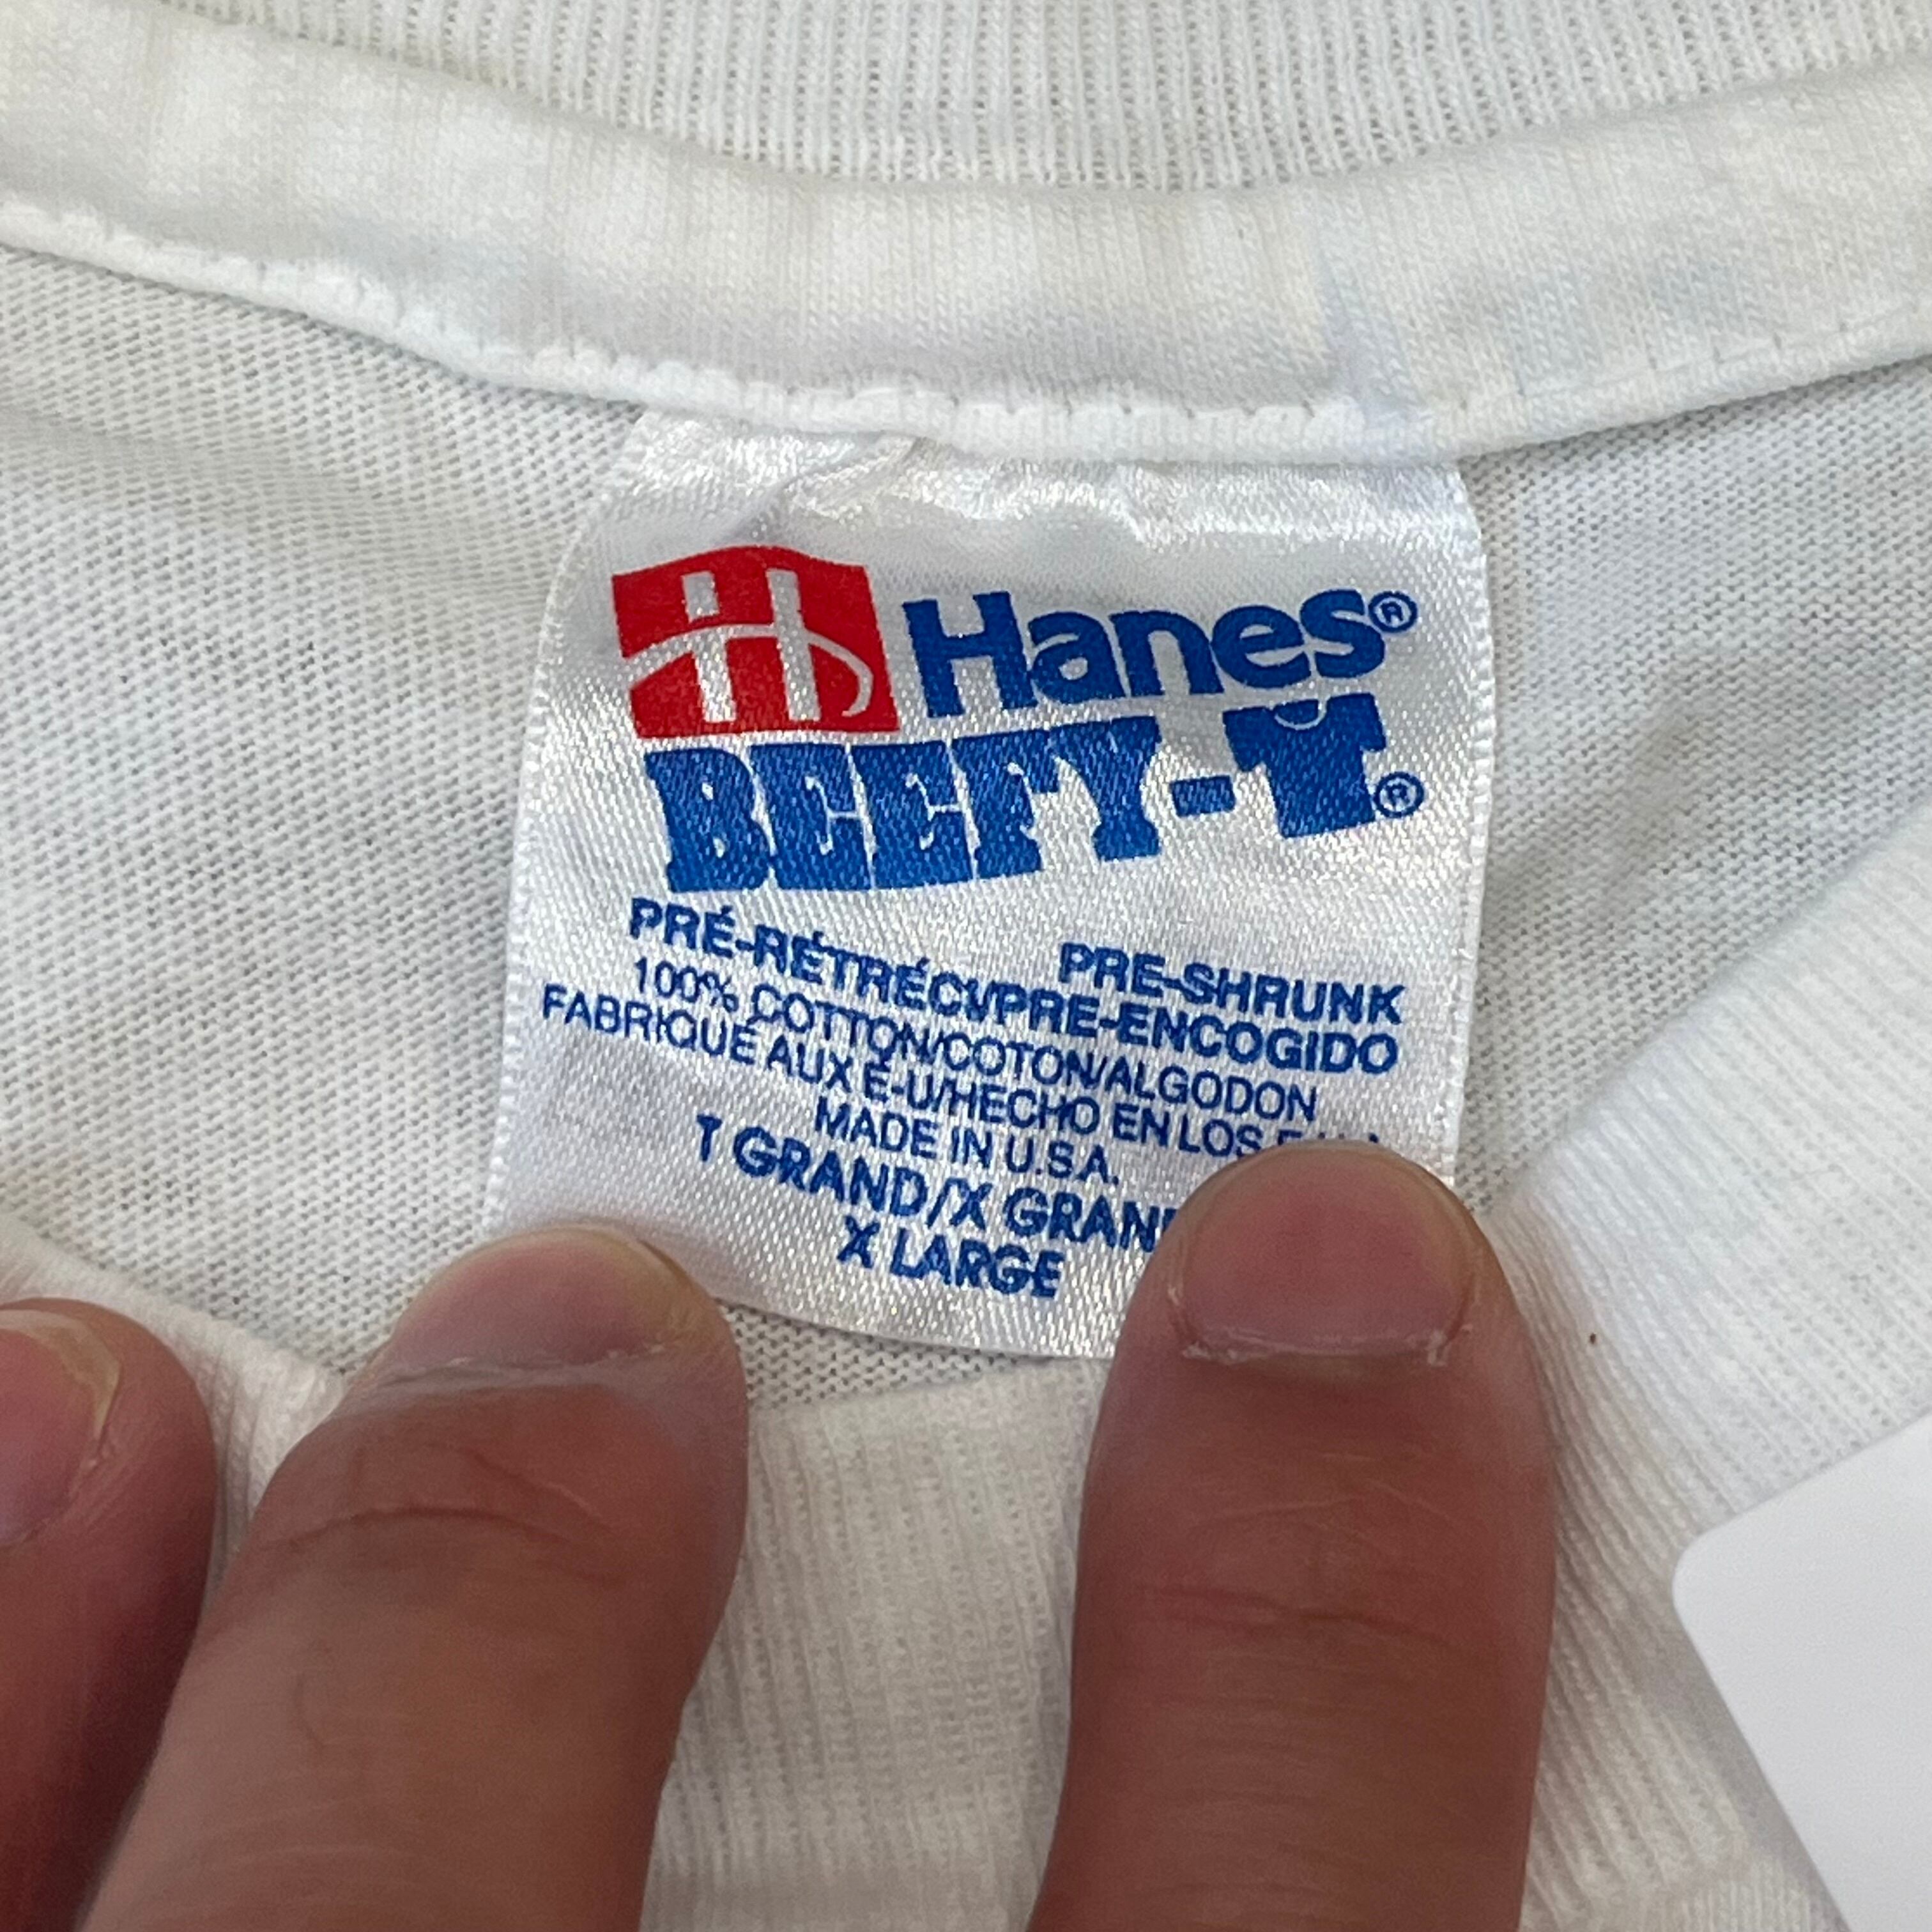 H Hanes®
BEEFY-T®
PRE-SHRUNK
PRÉ-RÉTRÉCI/PRE-ENCOGIDO
100% COTTON/COTON/ALGODON
FABRIQUÉ AUX É-U/HECHO EN LOS
MADE IN U.S.A.
T GRAND/X
X LARGE